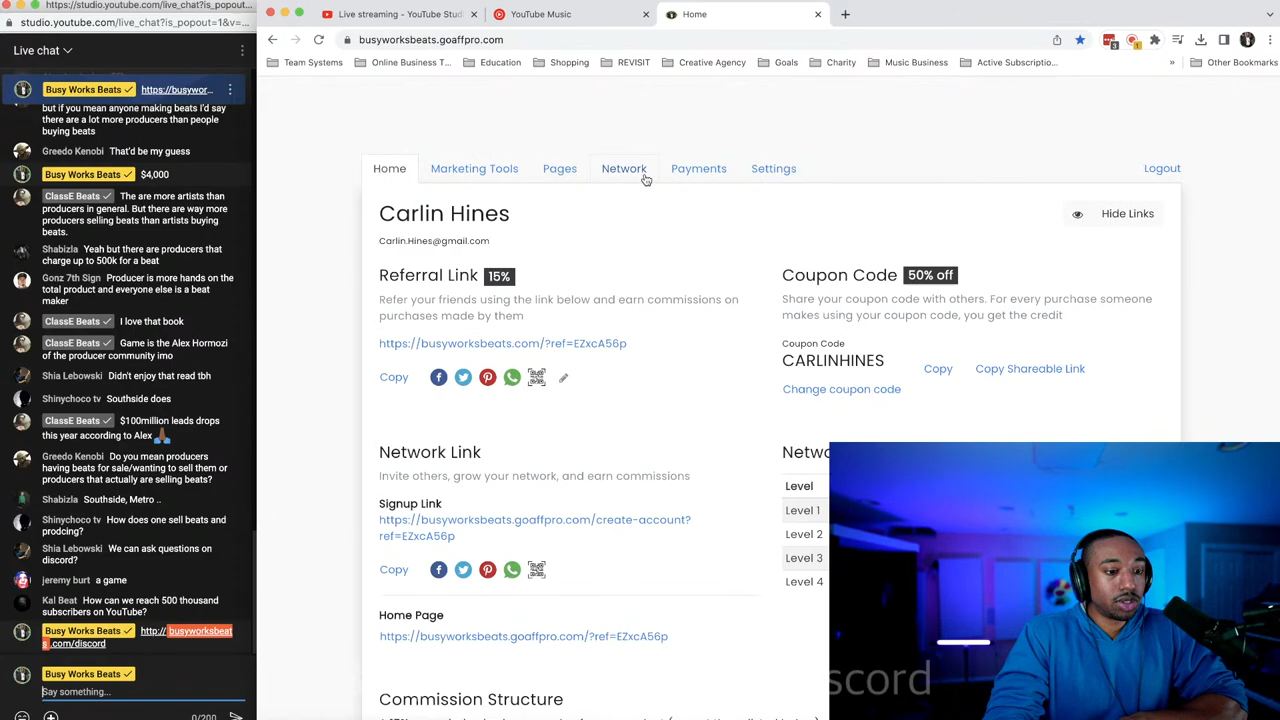 https://studio.youtube.com/live_chat?is_popout...
studio.youtube.com/live_chat?is_popout=1&v=...
Live chat
Busy Works Beats https://busywor...
but if you mean anyone making beats I'd say
there are a lot more producers than people
buying beats
Greedo Kenobi That'd be my guess
Busy Works Beats $4,000
ClassE Beats The are more artists than
producers in general. But there are way more
producers selling beats than artists buying
beats.
Shabizla Yeah but there are producers that
charge up to 500k for a beat
Gonz 7th Sign Producer is more hands on the
total product and everyone else is a beat
maker
ClassE Beats I love that book
ClassE Beats Game is the Alex Hormozi
of the producer community imo
Shia Lebowski Didn't enjoy that read tbh
Shinychoco tv Southside does
ClassE Beats $100million leads drops
this year according to Alex
Greedo Kenobi Do you mean producers
having beats for sale/wanting to sell them or
producers that actually are selling beats?
Shabizla Southside, Metro ..
Shinychoco tv How does one sell beats and
prodcing?
Shia Lebowski We can ask questions on
discord?
jeremy burt a game
Kal Beat How can we reach 500 thousand
subscribers on YouTube?
Busy Works Beats http://busyworksbeat
s.com/discord
Busy Works Beats
Say something...
0/200
Live streaming - YouTube Stud
YouTube Music
Home
busyworksbeats.goaffpro.com
3
1
Team Systems
Online Business T...
Education
Shopping
REVISIT
Creative Agency
Goals
Charity
Music Business
Active Subscriptio...
»
Other Bookmarks
Home
Marketing Tools
Pages
Network
Payments
Settings
Logout
Carlin Hines
Hide Links
Carlin.Hines@gmail.com
Referral Link 15%
Refer your friends using the link below and earn commissions on
purchases made by them
https://busyworksbeats.com/?ref=EZxcA56p
Copy
Coupon Code 50% off
Share your coupon code with others. For every purchase someone
makes using your coupon code, you get the credit
Coupon Code
CARLINHINES
Copy
Copy Shareable Link
Change coupon code
Network Link
Invite others, grow your network, and earn commissions
Signup Link
https://busyworksbeats.goaffpro.com/create-account?
ref=EZxcA56p
Copy
Home Page
https://busyworksbeats.goaffpro.com/?ref=EZxcA56p
Commission Structure
Netwo
Level
Level 1
Level 2
Level 3
Level 4
scord